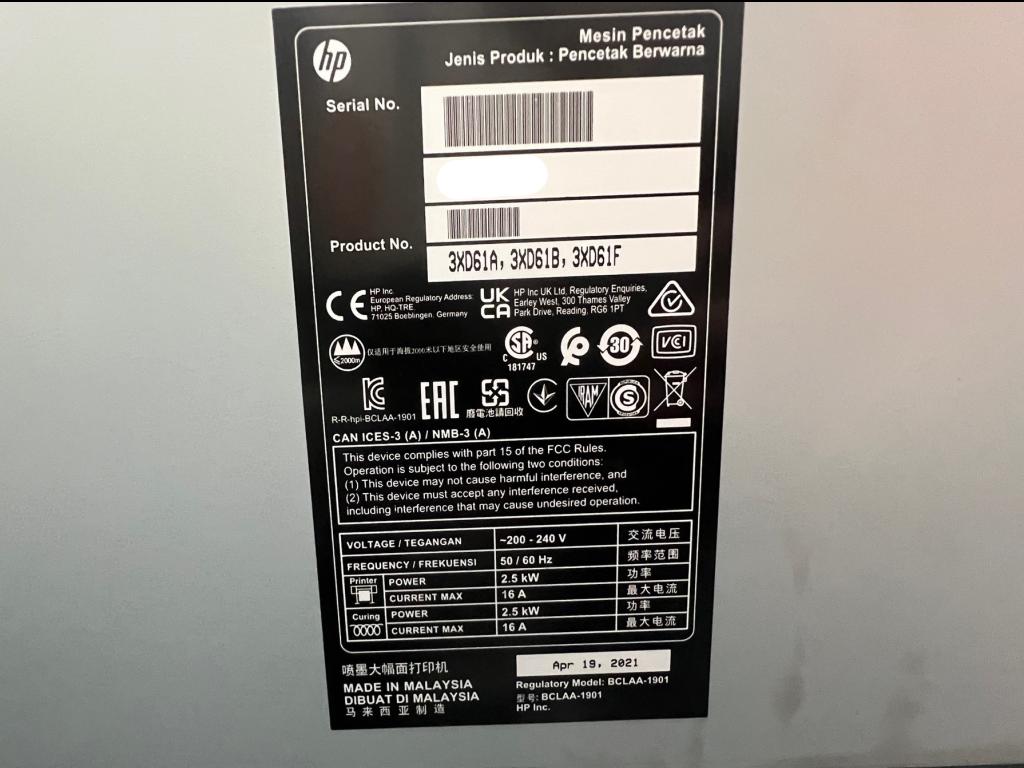 hp
Mesin Pencetak
Jenis Produk : Pencetak Berwarna
Serial No.
Product No.
3XD61A, 3XD61B, 3XD61F
CE
HP Inc.
European Regulatory Address:
HP, HQ-TRE
71025 Boeblingen, Germany
UK
CA
HP Inc UK Ltd. Regulatory Enquiries,
Earley West, 300 Thames Valley
Park Drive, Reading, RG6 1PT
≤2000m
仅适用于海拔2000米以下地区安全使用
SA
C US
181747
30
VCI
R-R-hpi-BCLAA-1901
EAC
廢電池請回收
IRAM
S
CAN ICES-3 (A) / NMB-3 (A)
This device complies with part 15 of the FCC Rules.
Operation is subject to the following two conditions:
(1) This device may not cause harmful interference, and
(2) This device must accept any interference received,
including interference that may cause undesired operation.
VOLTAGE / TEGANGAN ~200 - 240 V 交流电压
FREQUENCY / FREKUENSI 50 / 60 Hz 频率范围
Printer POWER 2.5 kW 功率
CURRENT MAX 16 A 最大电流
Curing POWER 2.5 kW 功率
CURRENT MAX 16 A 最大电流
喷墨大幅面打印机
MADE IN MALAYSIA
DIBUAT DI MALAYSIA
马来西亚制造
Apr 19, 2021
Regulatory Model: BCLAA-1901
型号: BCLAA-1901
HP Inc.